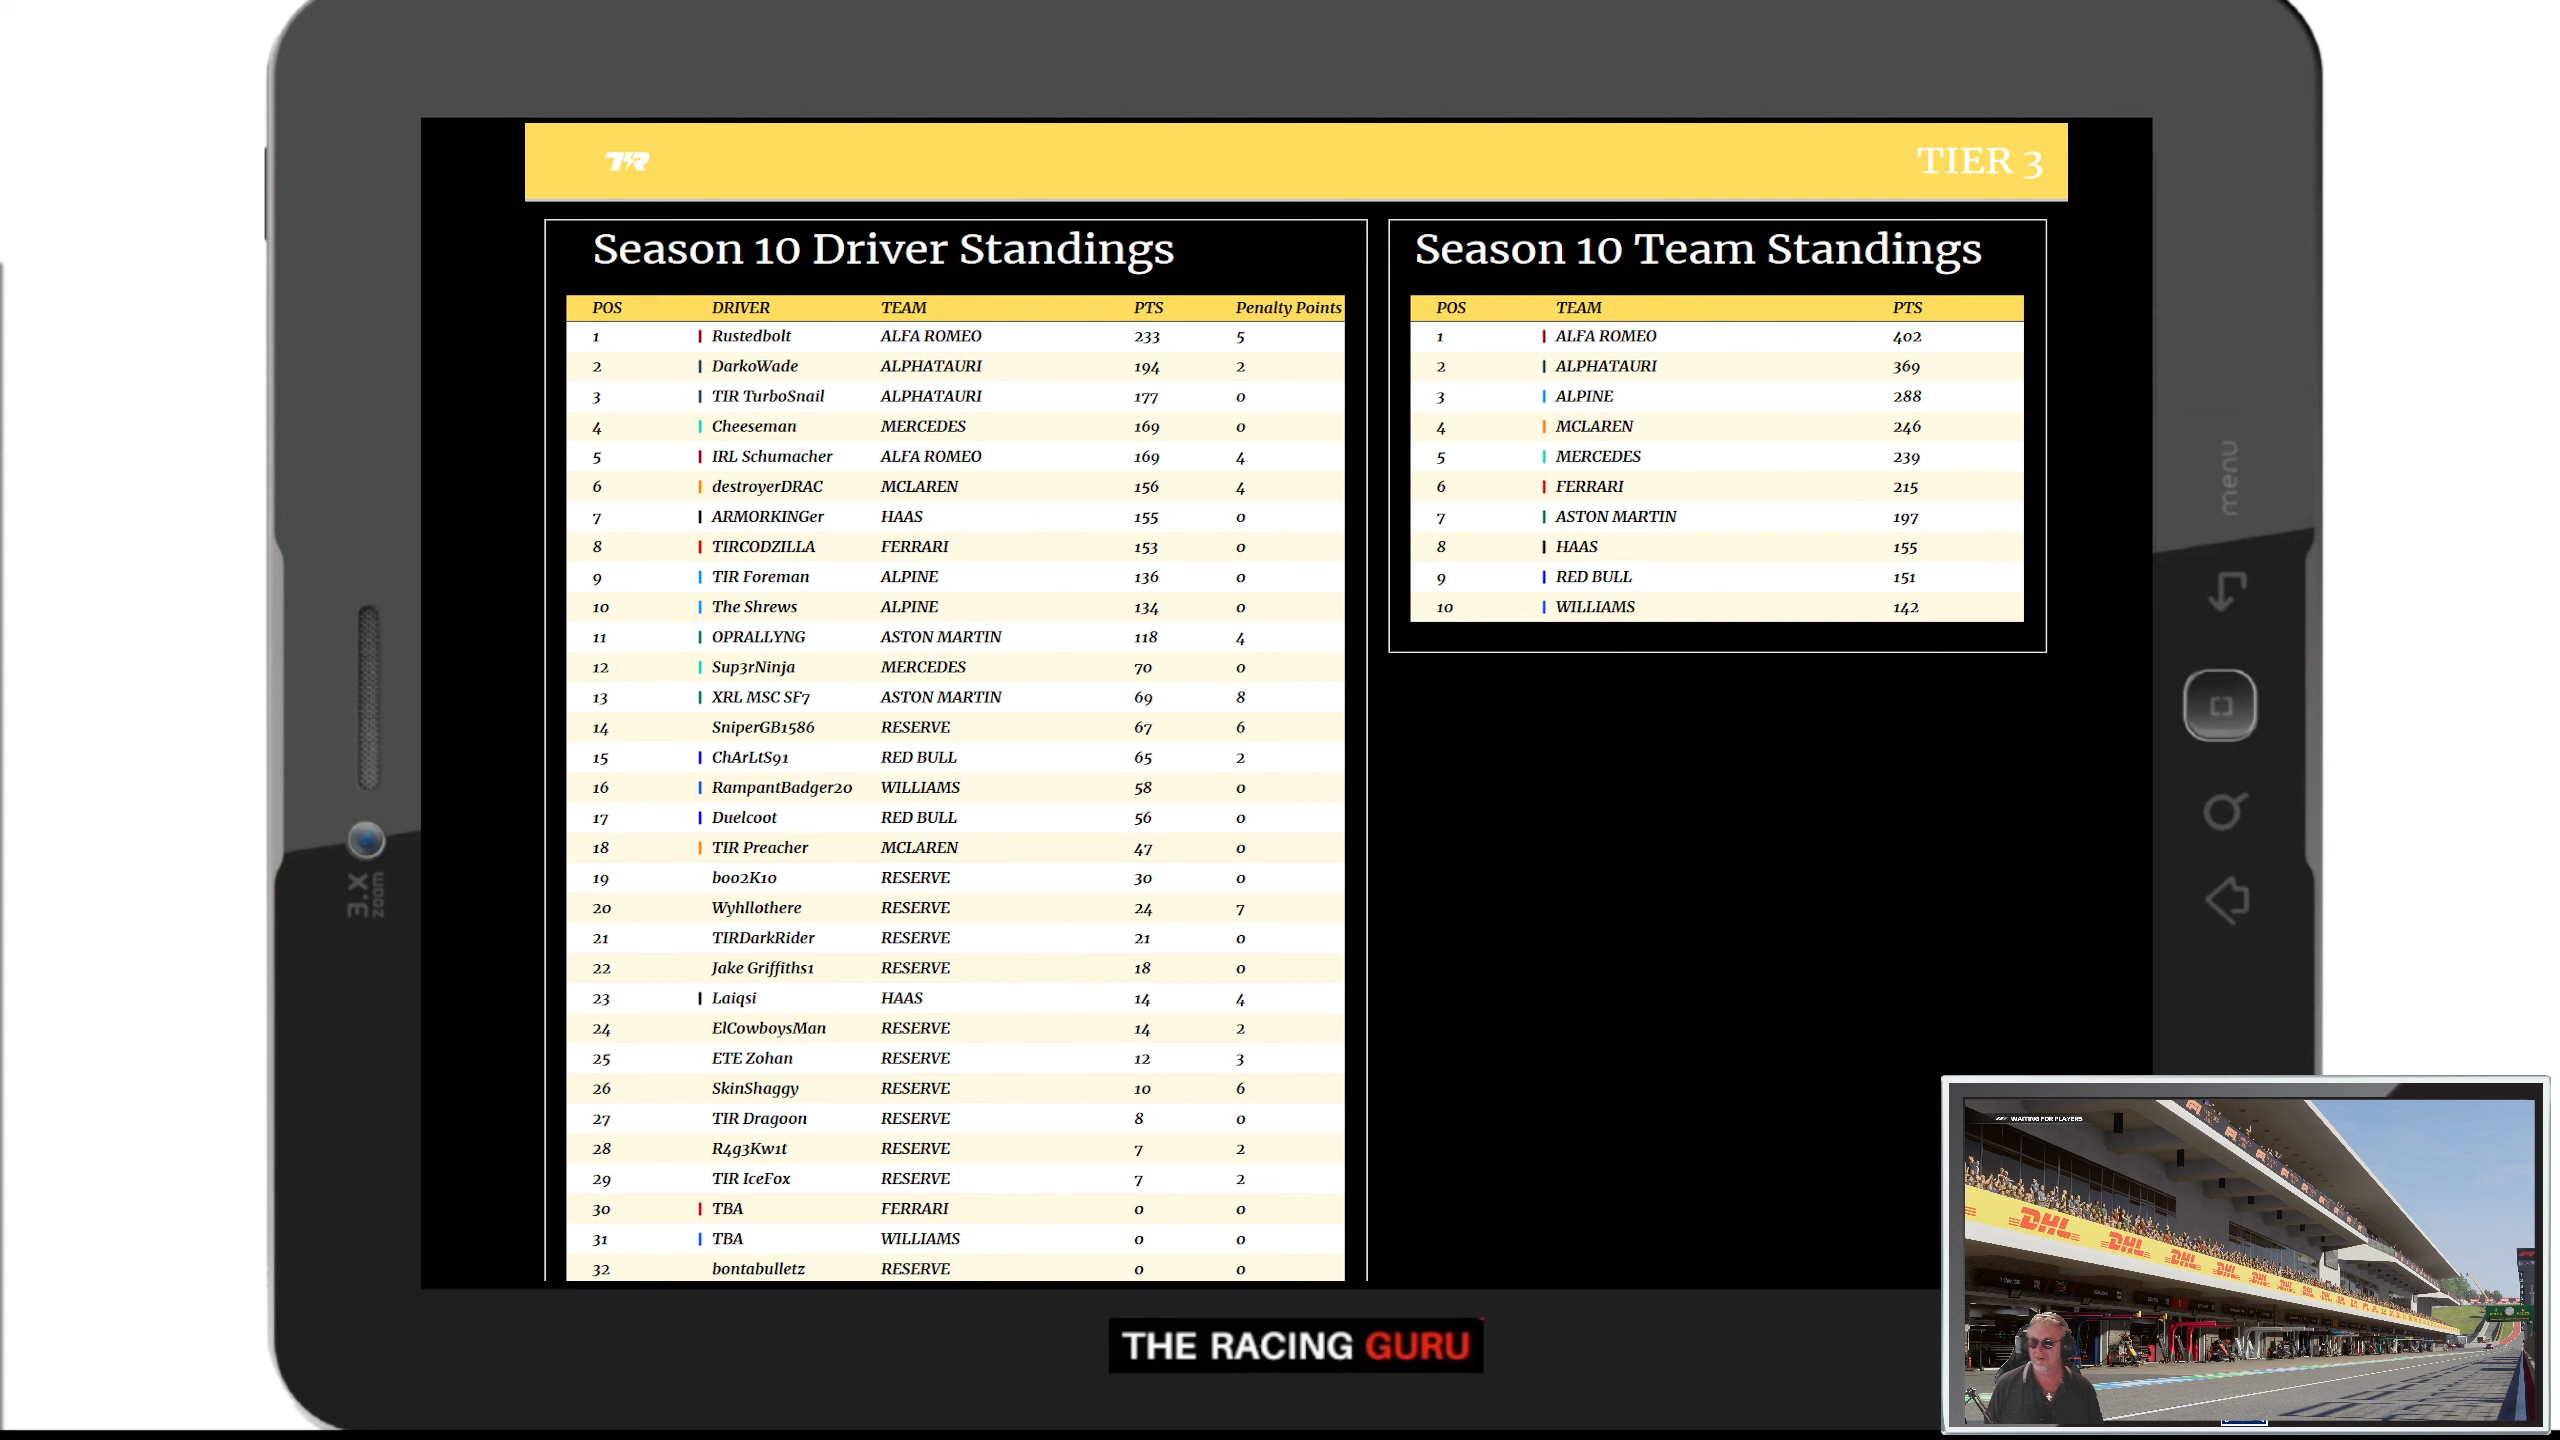 TIR
TIER 3
Season 10 Driver Standings
POS DRIVER TEAM PTS Penalty Points
1 Rustedbolt ALFA ROMEO 233 5
2 DarkoWade ALPHATAURI 194 2
3 TIR TurboSnail ALPHATAURI 177 0
4 Cheeseman MERCEDES 169 0
5 IRL Schumacher ALFA ROMEO 169 4
6 destroyerDRAC MCLAREN 156 4
7 ARMORKINGer HAAS 155 0
8 TIRCODZILLA FERRARI 153 0
9 TIR Foreman ALPINE 136 0
10 The Shrews ALPINE 134 0
11 OPRALLYNG ASTON MARTIN 118 4
12 Sup3rNinja MERCEDES 70 0
13 XRL MSC SF7 ASTON MARTIN 69 8
14 SniperGB1586 RESERVE 67 6
15 ChArLtS91 RED BULL 65 2
16 RampantBadger20 WILLIAMS 58 0
17 Duelcoot RED BULL 56 0
18 TIR Preacher MCLAREN 47 0
19 boo2K10 RESERVE 30 0
20 Wyhllothere RESERVE 24 7
21 TIRDarkRider RESERVE 21 0
22 Jake Griffiths1 RESERVE 18 0
23 Laiqsi HAAS 14 4
24 ElCowboysMan RESERVE 14 2
25 ETE Zohan RESERVE 12 3
26 SkinShaggy RESERVE 10 6
27 TIR Dragoon RESERVE 8 0
28 R4g3Kw1t RESERVE 7 2
29 TIR IceFox RESERVE 7 2
30 TBA FERRARI 0 0
31 TBA WILLIAMS 0 0
32 bontabulletz RESERVE 0 0
Season 10 Team Standings
POS TEAM PTS
1 ALFA ROMEO 402
2 ALPHATAURI 369
3 ALPINE 288
4 MCLAREN 246
5 MERCEDES 239
6 FERRARI 215
7 ASTON MARTIN 197
8 HAAS 155
9 RED BULL 151
10 WILLIAMS 142
menu
3.X
zoom
THE RACING GURU
WAITING FOR PLAYERS
DHL
DHL
DHL
DHL
DHL
DHL